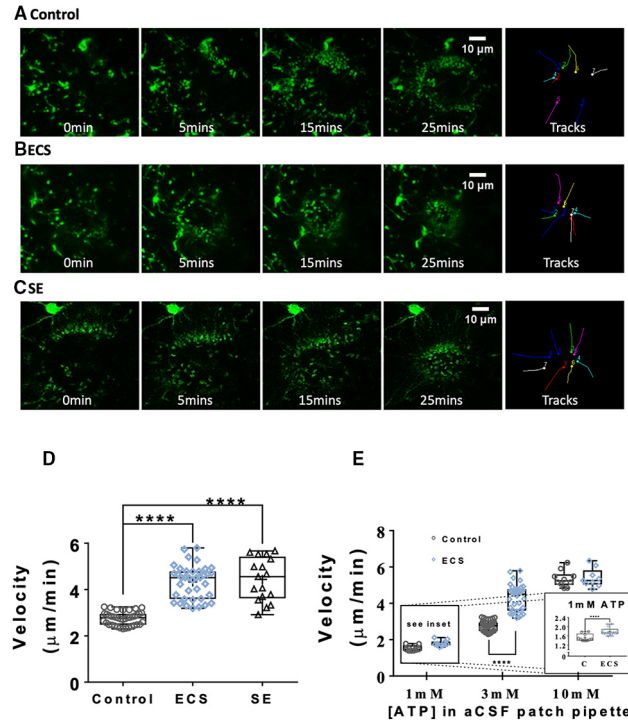 A Control
10 µm
0min 5mins 15mins 25mins Tracks
B ECS
10 µm
0min 5mins 15mins 25mins Tracks
C SE
10 µm
0min 5mins 15mins 25mins Tracks
D
****
****
Velocity
(µm/min)
6
4
2
0
Control ECS SE
E
Velocity
(µm/min)
8
6
4
2
0
Control
ECS
see inset
****
1mM ATP
****
2.4
2.0
1.6
1.2
C ECS
1mM 3mM 10mM
[ATP] in aCSF patch pipette